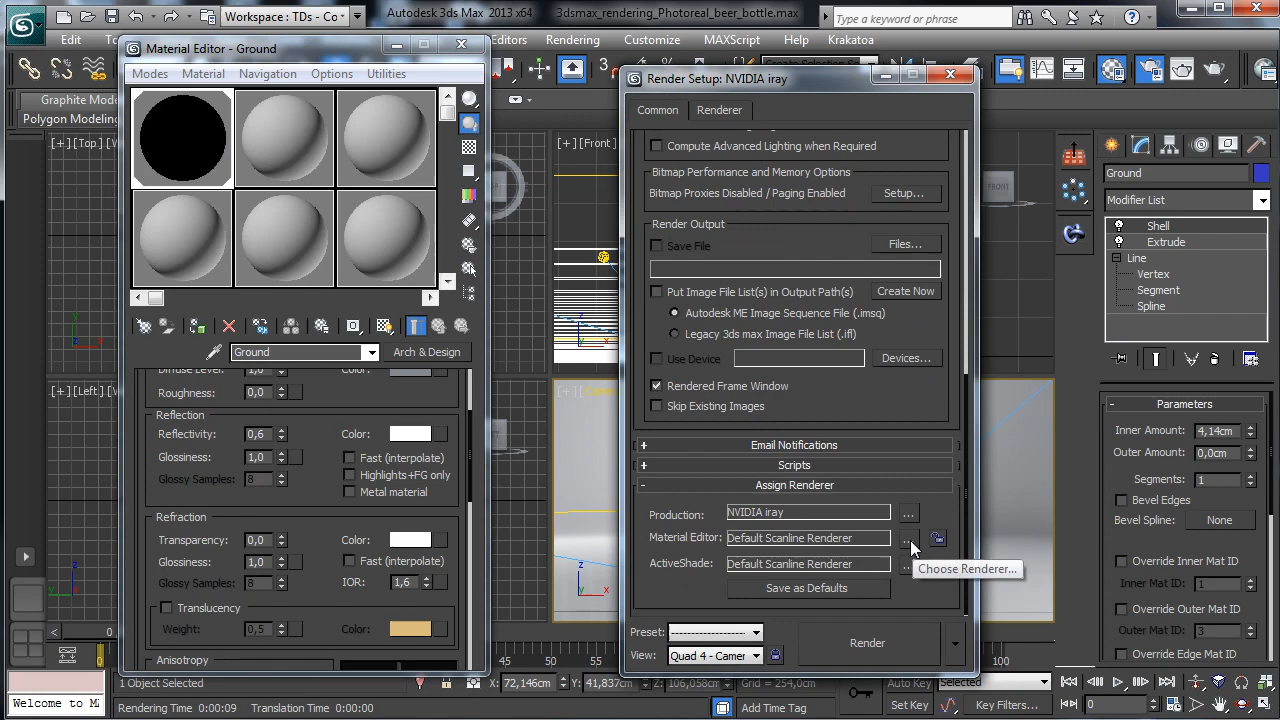 Workspace : TDs - Co
Autodesk 3ds Max 2013 x64
3dsmax_rendering_Photoreal_beer_bottle.max
Type a keyword or phrase
Edit
Editors
Rendering
Customize
MAXScript
Help
Krakatoa
Graphite Mode
Polygon Modeling
Material Editor - Ground
Modes
Material
Navigation
Options
Utilities
[+][Top]
[+][Front]
[+][Left]
FRONT
Ground
Arch & Design
Diffuse Level:
1,0
Color:
Roughness:
0,0
Reflection
Reflectivity:
0,6
Color:
Glossiness:
1,0
Fast (interpolate)
Glossy Samples:
8
Highlights+FG only
Metal material
Refraction
Transparency:
0,0
Color:
Glossiness:
1,0
Fast (interpolate)
Glossy Samples:
8
IOR:
1,6
Translucency
Weight:
0,5
Color:
Anisotropy
Render Setup: NVIDIA iray
Common
Renderer
Compute Advanced Lighting when Required
Bitmap Performance and Memory Options
Bitmap Proxies Disabled / Paging Enabled
Setup...
Render Output
Save File
Files...
Put Image File List(s) in Output Path(s)
Create Now
Autodesk ME Image Sequence File (.imsq)
Legacy 3ds max Image File List (.ifl)
Use Device
Devices...
Rendered Frame Window
Skip Existing Images
+ Email Notifications
+ Scripts
- Assign Renderer
Production:
NVIDIA iray
...
Material Editor:
Default Scanline Renderer
ActiveShade:
Default Scanline Renderer
Choose Renderer...
Save as Defaults
Preset:
View:
Quad 4 - Camer
Render
Ground
Modifier List
Shell
Extrude
Line
Vertex
Segment
Spline
- Parameters
Inner Amount:
4,14cm
Outer Amount:
0,0cm
Segments:
1
Bevel Edges
Bevel Spline:
None
Override Inner Mat ID
Inner Mat ID:
1
Override Outer Mat ID
Outer Mat ID:
3
Override Edge Mat ID
0
45
50
55
100
Welcome to M
1 Object Selected
X: 72,146cm
Y: 41,837cm
Z: 106,058cm
Grid = 254,0cm
Auto Key
Selected
Rendering Time 0:00:09
Translation Time 0:00:00
Add Time Tag
Set Key
Key Filters...
0